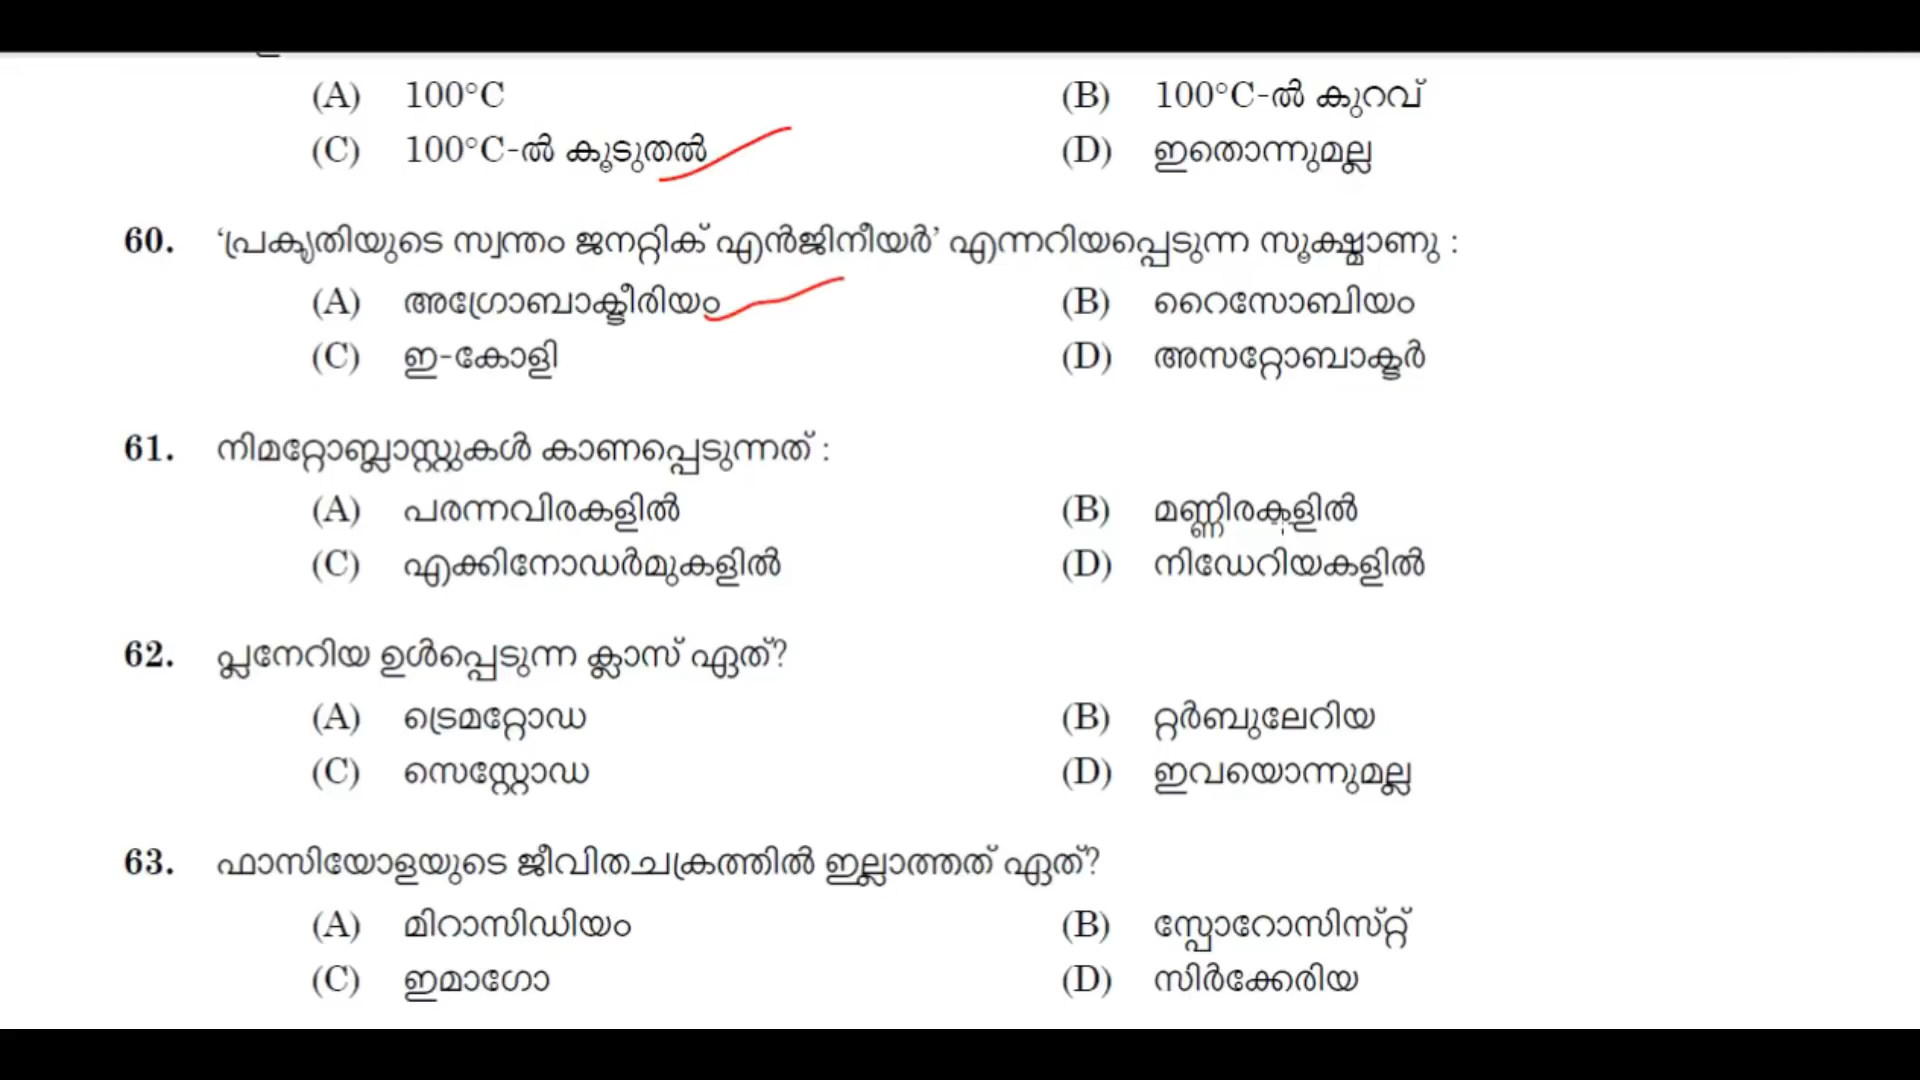 (A) 100°C (B) 100°C-ൽ കുറവ്
(C) 100°C-ൽ കൂടുതൽ (D) ഇതൊന്നുമല്ല
60. ‘പ്രകൃതിയുടെ സ്വന്തം ജനറ്റിക് എൻജിനീയർ’ എന്നറിയപ്പെടുന്ന സൂക്ഷ്മാണു :
(A) അഗ്രോബാക്ടീരിയം (B) റൈസോബിയം
(C) ഇ-കോളി (D) അസറ്റോബാക്ടർ
61. നിമറ്റോബ്ലാസ്റ്റുകൾ കാണപ്പെടുന്നത് :
(A) പരന്നവിരകളിൽ (B) മണ്ണിരകളിൽ
(C) എക്കിനോഡർമുകളിൽ (D) നിഡേറിയകളിൽ
62. പ്ലനേറിയ ഉൾപ്പെടുന്ന ക്ലാസ് ഏത്?
(A) ട്രെമറ്റോഡ (B) റ്റർബുലേറിയ
(C) സെസ്റ്റോഡ (D) ഇവയൊന്നുമല്ല
63. ഫാസിയോളയുടെ ജീവിതചക്രത്തിൽ ഇല്ലാത്തത് ഏത്?
(A) മിറാസിഡിയം (B) സ്പോറോസിസ്റ്റ്
(C) ഇമാഗോ (D) സിർക്കേരിയ